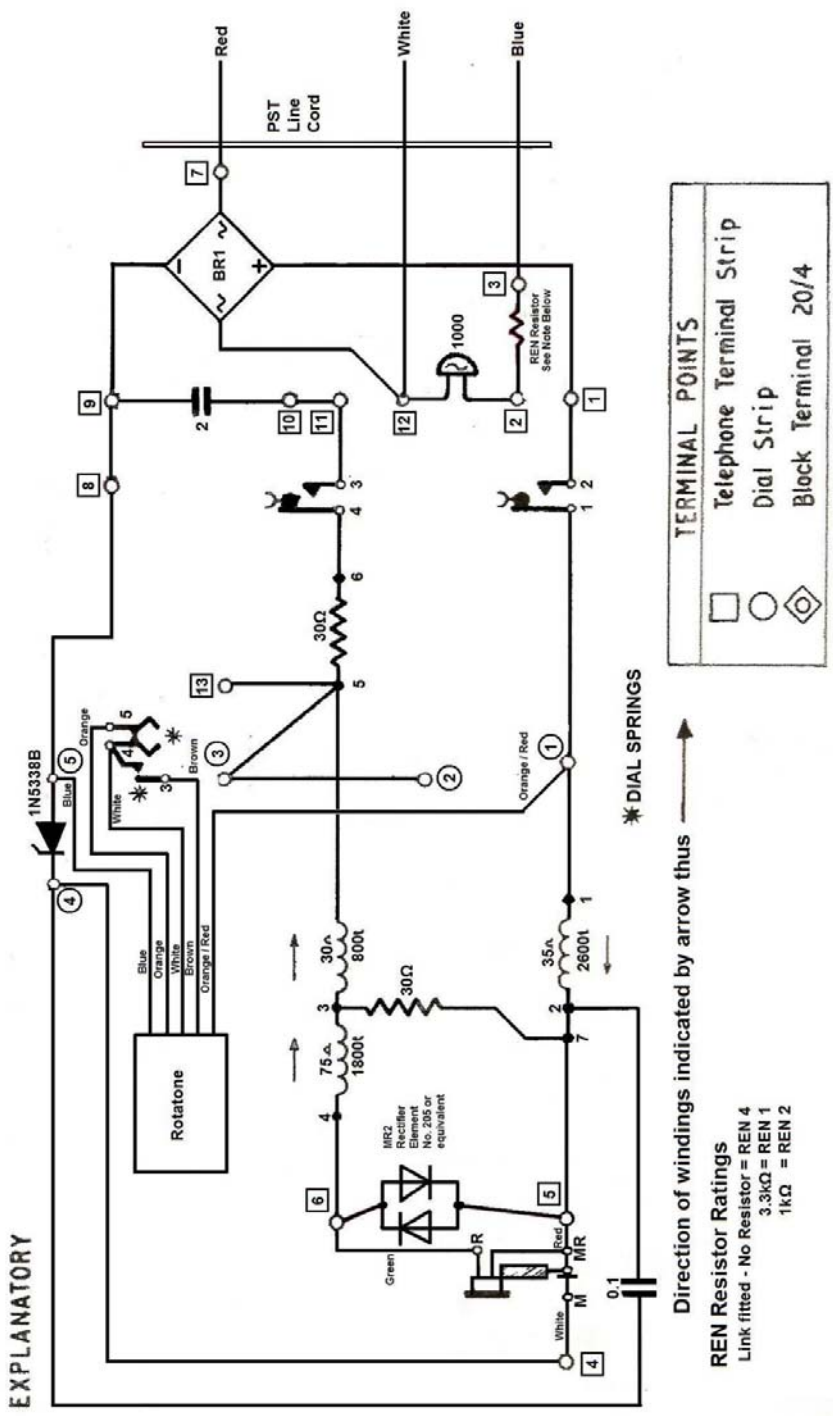 EXPLANATORY
Rotatone
Blue
Orange
White
Brown
Orange / Red
4
1N5338B
5
Blue
White
Orange
5
4
3
Brown
8
9
2
10
11
BR1
~
~
−
+
7
PST
Line
Cord
Red
White
Blue
4
75
1800t
3
30
800t
30Ω
5
30Ω
6
4
3
13
3
2
12
1000
REN Resistor
See Note Below
3
2
1
6
MR2
Rectifier
Element
No. 205 or
equivalent
Green
R
Red
MR
M
White
4
5
7
2
35
2600t
1
Orange / Red
1
1
2
0.1
✳ DIAL SPRINGS
Direction of windings indicated by arrow thus
REN Resistor Ratings
Link fitted - No Resistor = REN 4
3.3kΩ = REN 1
1kΩ = REN 2
TERMINAL POINTS
Telephone Terminal Strip
Dial Strip
Block Terminal 20/4